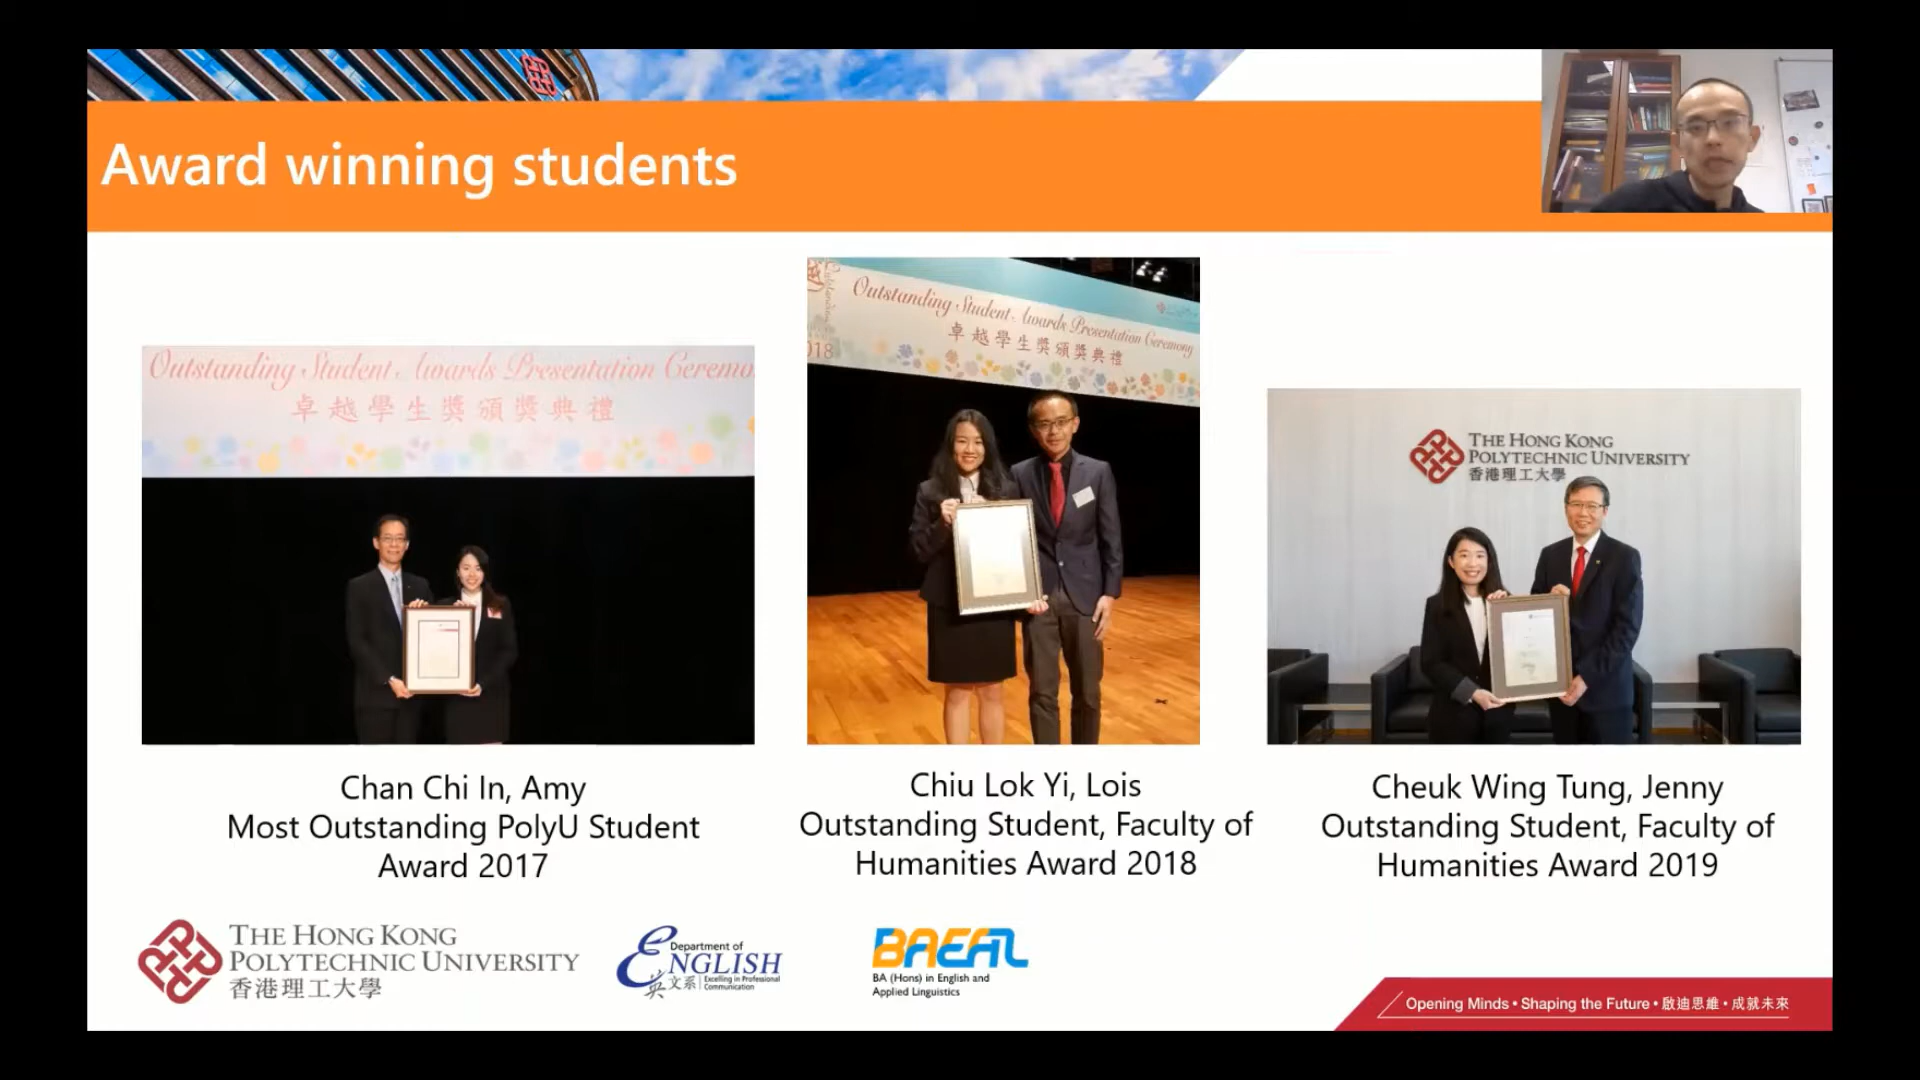 Award winning students
Outstanding Student Awards Presentation Ceremo
卓越學生獎頒獎典禮
Outstanding Student Awards Presentation Ceremony
卓越學生獎頒獎典禮
018
THE HONG KONG
POLYTECHNIC UNIVERSITY
香港理工大學
Chan Chi In, Amy
Most Outstanding PolyU Student
Award 2017
Chiu Lok Yi, Lois
Outstanding Student, Faculty of
Humanities Award 2018
Cheuk Wing Tung, Jenny
Outstanding Student, Faculty of
Humanities Award 2019
THE HONG KONG
POLYTECHNIC UNIVERSITY
香港理工大學
Department of
ENGLISH
英文系 Excelling in Professional
Communication
BAEAL
BA (Hons) in English and
Applied Linguistics
Opening Minds • Shaping the Future • 啟迪思維 • 成就未來